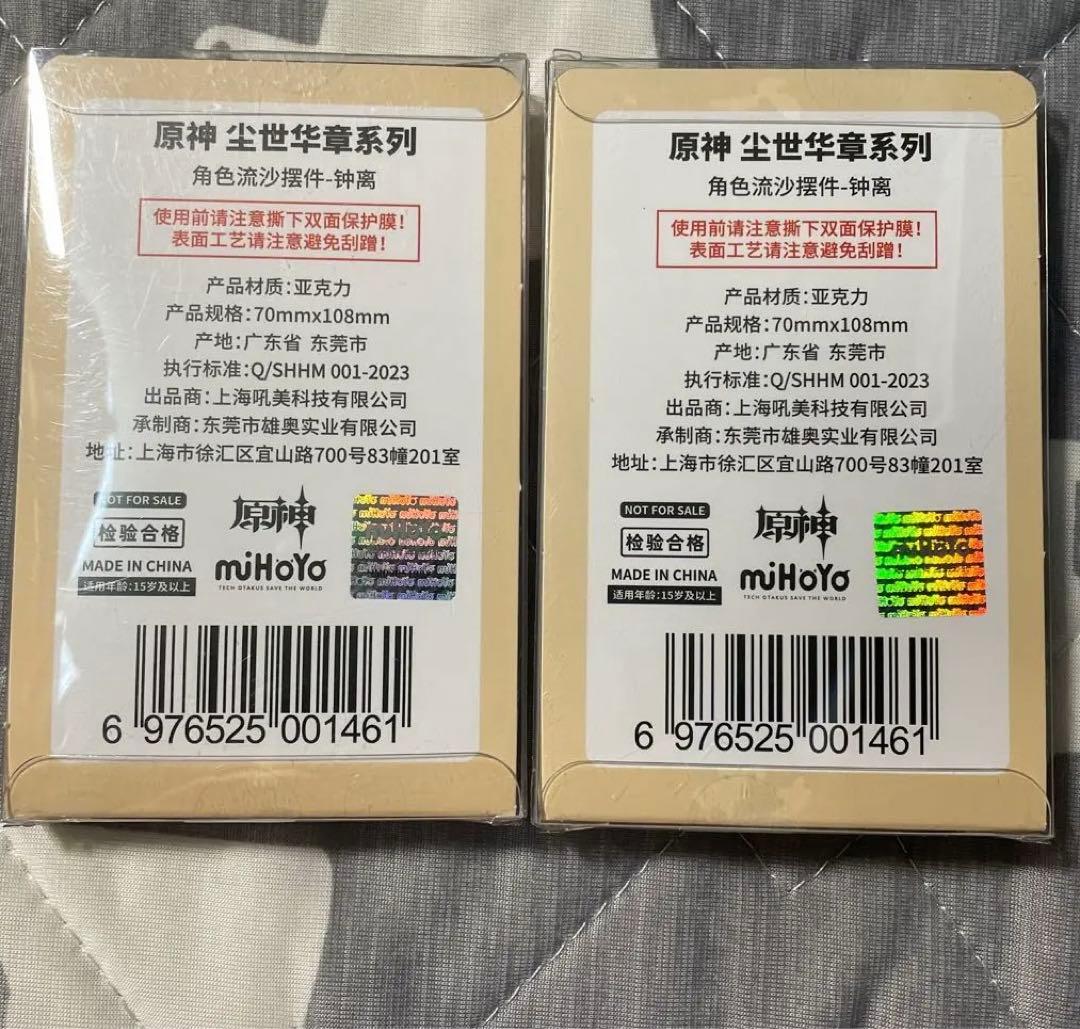 原神 尘世华章系列
角色流沙摆件-钟离
使用前请注意撕下双面保护膜！
表面工艺请注意避免刮蹭！
产品材质：亚克力
产品规格：70mmx108mm
产地：广东省 东莞市
执行标准：Q/SHHM 001-2023
出品商：上海吼美科技有限公司
承制商：东莞市雄奥实业有限公司
地址：上海市徐汇区宜山路700号83幢201室
NOT FOR SALE
检验合格
MADE IN CHINA
适用年龄：15岁及以上
原神
miHoYo
TECH OTAKUS SAVE THE WORLD
6 976525 001461
原神 尘世华章系列
角色流沙摆件-钟离
使用前请注意撕下双面保护膜！
表面工艺请注意避免刮蹭！
产品材质：亚克力
产品规格：70mmx108mm
产地：广东省 东莞市
执行标准：Q/SHHM 001-2023
出品商：上海吼美科技有限公司
承制商：东莞市雄奥实业有限公司
地址：上海市徐汇区宜山路700号83幢201室
NOT FOR SALE
检验合格
MADE IN CHINA
适用年龄：15岁及以上
原神
miHoYo
TECH OTAKUS SAVE THE WORLD
miHoYo
6 976525 001461